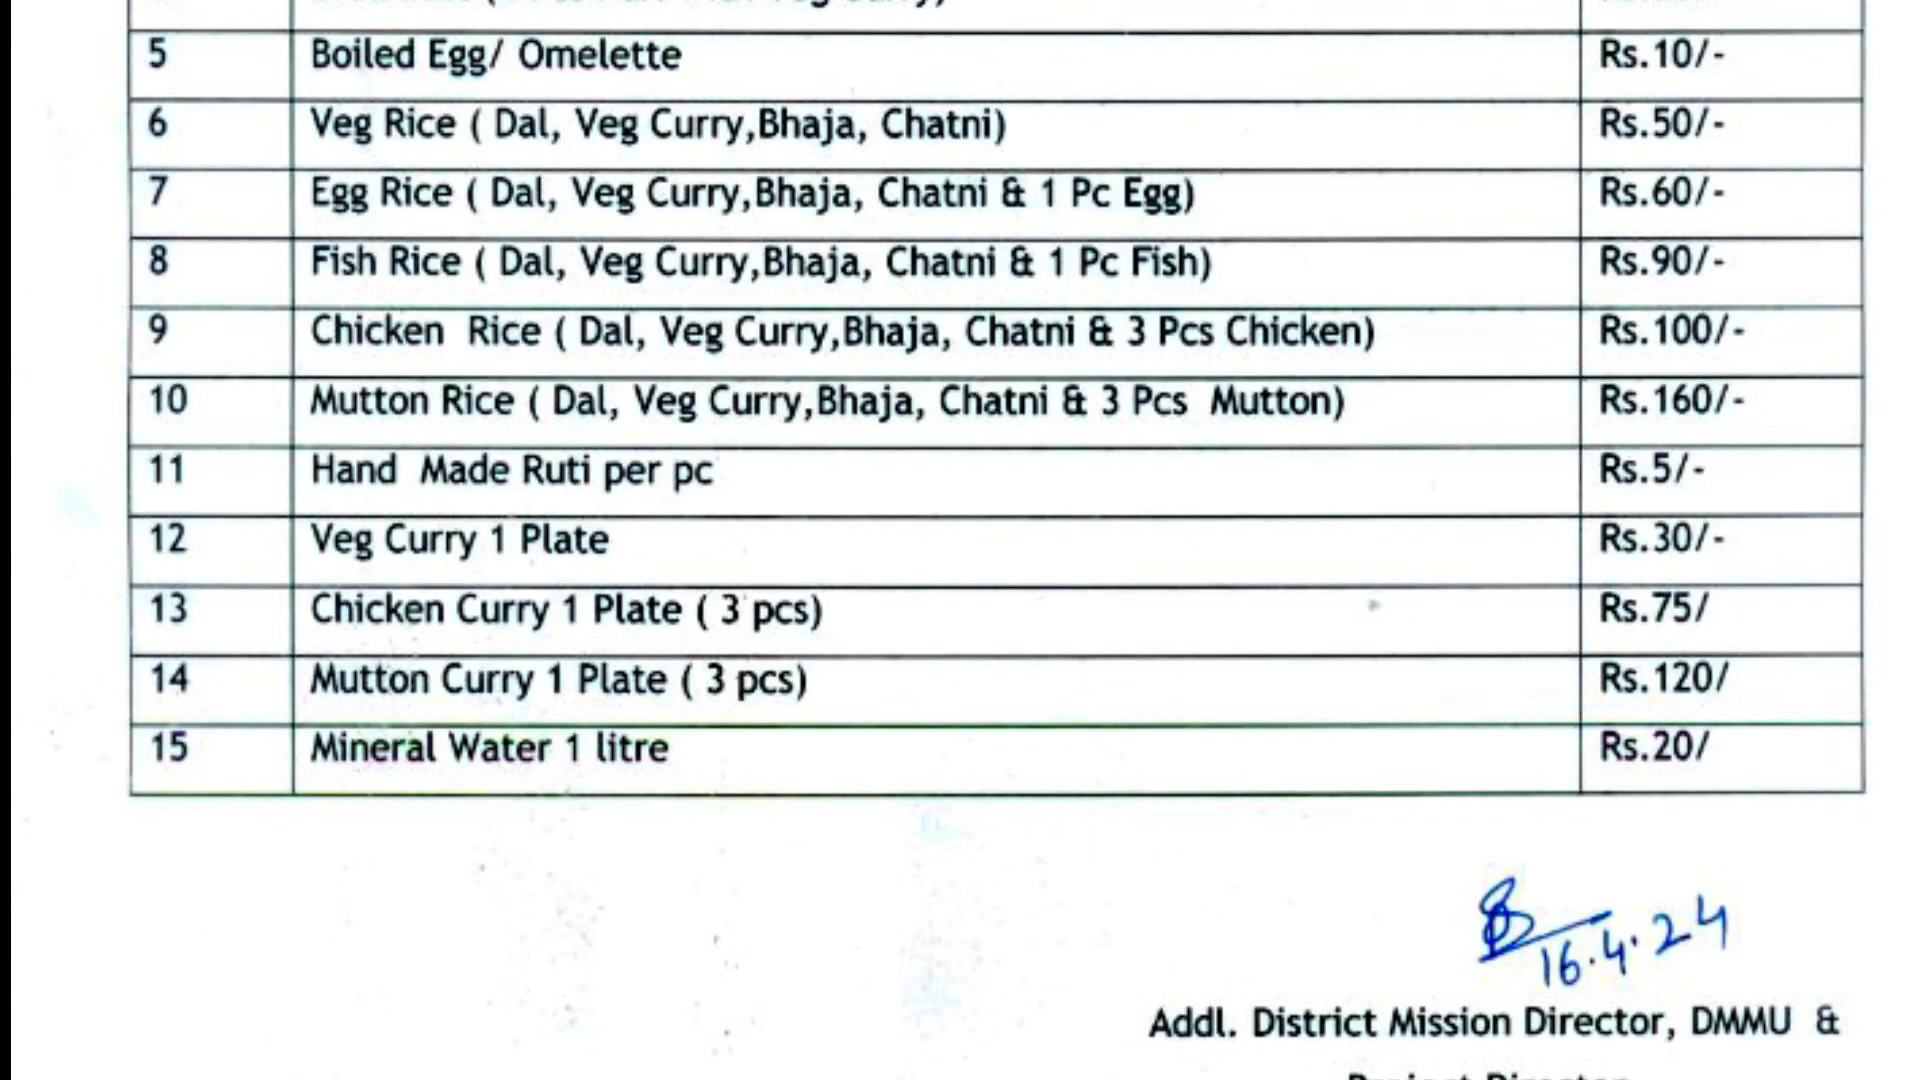 5 Boiled Egg/ Omelette Rs.10/-
6 Veg Rice ( Dal, Veg Curry,Bhaja, Chatni) Rs.50/-
7 Egg Rice ( Dal, Veg Curry,Bhaja, Chatni & 1 Pc Egg) Rs.60/-
8 Fish Rice ( Dal, Veg Curry,Bhaja, Chatni & 1 Pc Fish) Rs.90/-
9 Chicken Rice ( Dal, Veg Curry,Bhaja, Chatni & 3 Pcs Chicken) Rs.100/-
10 Mutton Rice ( Dal, Veg Curry,Bhaja, Chatni & 3 Pcs Mutton) Rs.160/-
11 Hand Made Ruti per pc Rs.5/-
12 Veg Curry 1 Plate Rs.30/-
13 Chicken Curry 1 Plate ( 3 pcs) Rs.75/
14 Mutton Curry 1 Plate ( 3 pcs) Rs.120/
15 Mineral Water 1 litre Rs.20/
16.4.24
Addl. District Mission Director, DMMU &
Project Director